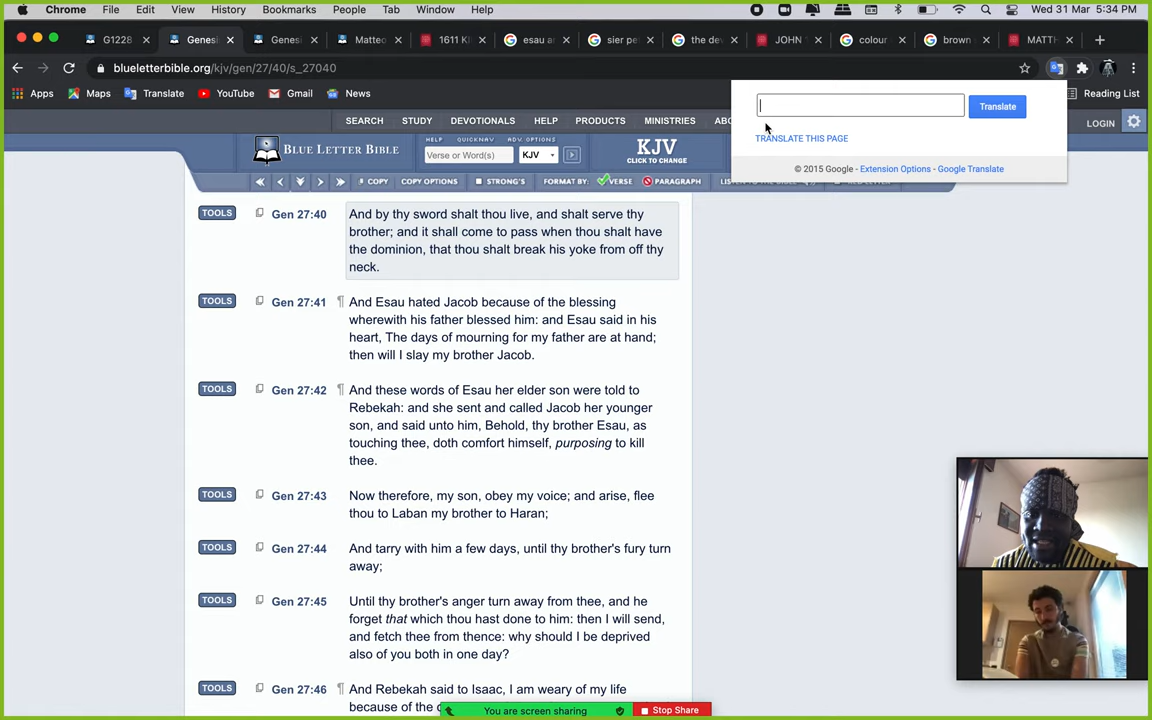 Chrome File Edit View History Bookmarks People Tab Window Help Wed 31 Mar 5:34 PM
G1228 Genesi Genesi Matteo 1611 Ki esau a sier pe the dev JOHN colour brown MATTH
blueletterbible.org/kjv/gen/27/40/s_27040
Apps Maps Translate YouTube Gmail News Reading List
Translate
TRANSLATE THIS PAGE
© 2015 Google - Extension Options - Google Translate
SEARCH STUDY DEVOTIONALS HELP PRODUCTS MINISTRIES LOGIN
BLUE LETTER BIBLE
HELP QUICKNAV ADV OPTIONS
Verse or Word(s) KJV
KJV
CLICK TO CHANGE
COPY COPY OPTIONS STRONG'S FORMAT BY: VERSE PARAGRAPH
TOOLS Gen 27:40 And by thy sword shalt thou live, and shalt serve thy
brother; and it shall come to pass when thou shalt have
the dominion, that thou shalt break his yoke from off thy
neck.
TOOLS Gen 27:41 ¶ And Esau hated Jacob because of the blessing
wherewith his father blessed him: and Esau said in his
heart, The days of mourning for my father are at hand;
then will I slay my brother Jacob.
TOOLS Gen 27:42 ¶ And these words of Esau her elder son were told to
Rebekah: and she sent and called Jacob her younger
son, and said unto him, Behold, thy brother Esau, as
touching thee, doth comfort himself, purposing to kill
thee.
TOOLS Gen 27:43 Now therefore, my son, obey my voice; and arise, flee
thou to Laban my brother to Haran;
TOOLS Gen 27:44 And tarry with him a few days, until thy brother's fury turn
away;
TOOLS Gen 27:45 Until thy brother's anger turn away from thee, and he
forget that which thou hast done to him: then I will send,
and fetch thee from thence: why should I be deprived
also of you both in one day?
TOOLS Gen 27:46 ¶ And Rebekah said to Isaac, I am weary of my life
because of the
You are screen sharing Stop Share